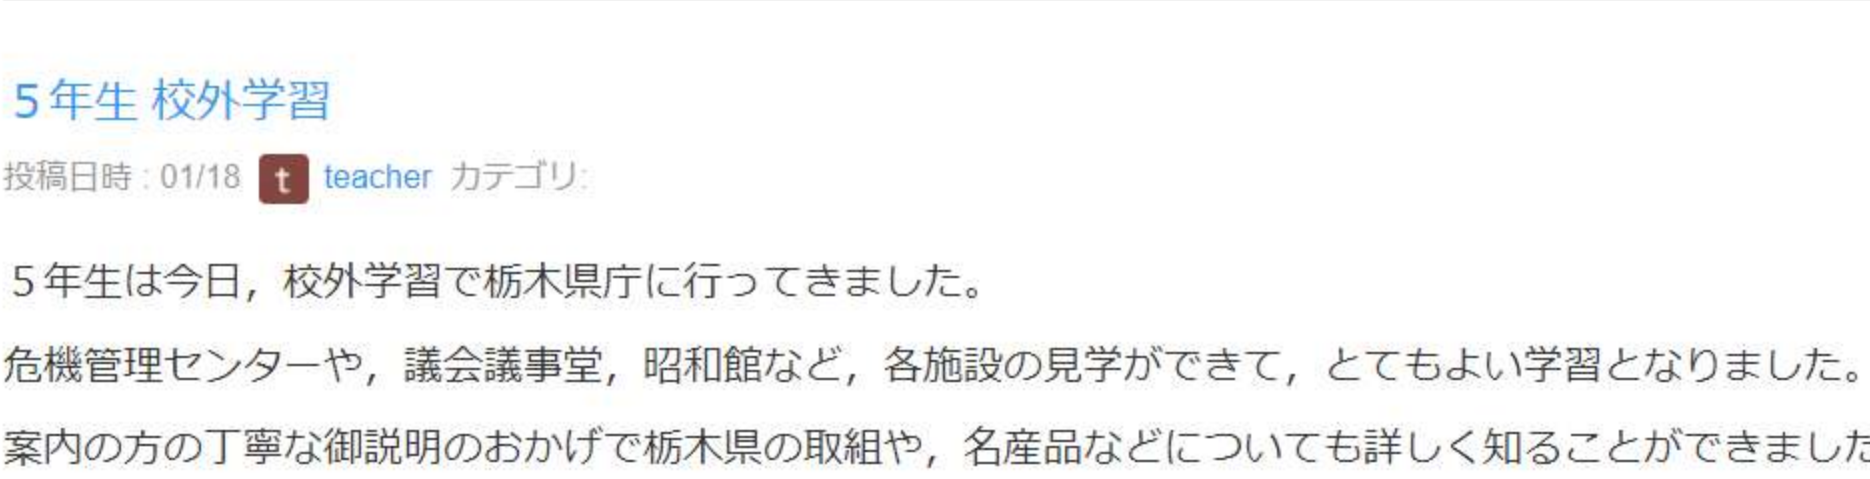 ５年生 校外学習
投稿日時 : 01/18 t teacher カテゴリ:
５年生は今日，校外学習で栃木県庁に行ってきました。
危機管理センターや，議会議事堂，昭和館など，各施設の見学ができて，とてもよい学習となりました。
案内の方の丁寧な御説明のおかげで栃木県の取組や，名産品などについても詳しく知ることができました